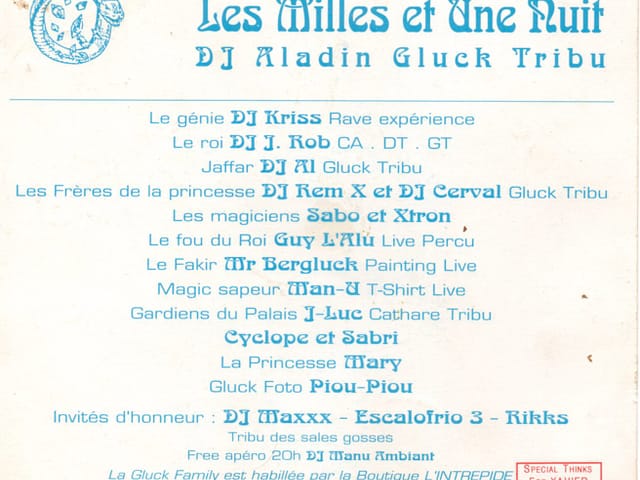 Les Milles et Une Nuit
DJ Aladin Gluck Tribu
Le génie DJ Kriss Rave expérience
Le roi DJ J. Rob CA . DT . GT
Jaffar DJ Al Gluck Tribu
Les Frères de la princesse DJ Rem X et DJ Cerval Gluck Tribu
Les magiciens Sabo et Xtron
Le fou du Roi Guy L'Alu Live Percu
Le Fakir Mr Bergluck Painting Live
Magic sapeur Man-U T-Shirt Live
Gardiens du Palais J-Luc Cathare Tribu
Cyclope et Sabri
La Princesse Mary
Gluck Foto Piou-Piou
Invités d'honneur : DJ Maxxx - Escalofrio 3 - Rikks
Tribu des sales gosses
Free apéro 20h DJ Manu Ambiant
La Gluck Family est habillée par la Boutique L'INTREPIDE
Special Thinks
For XAVIER